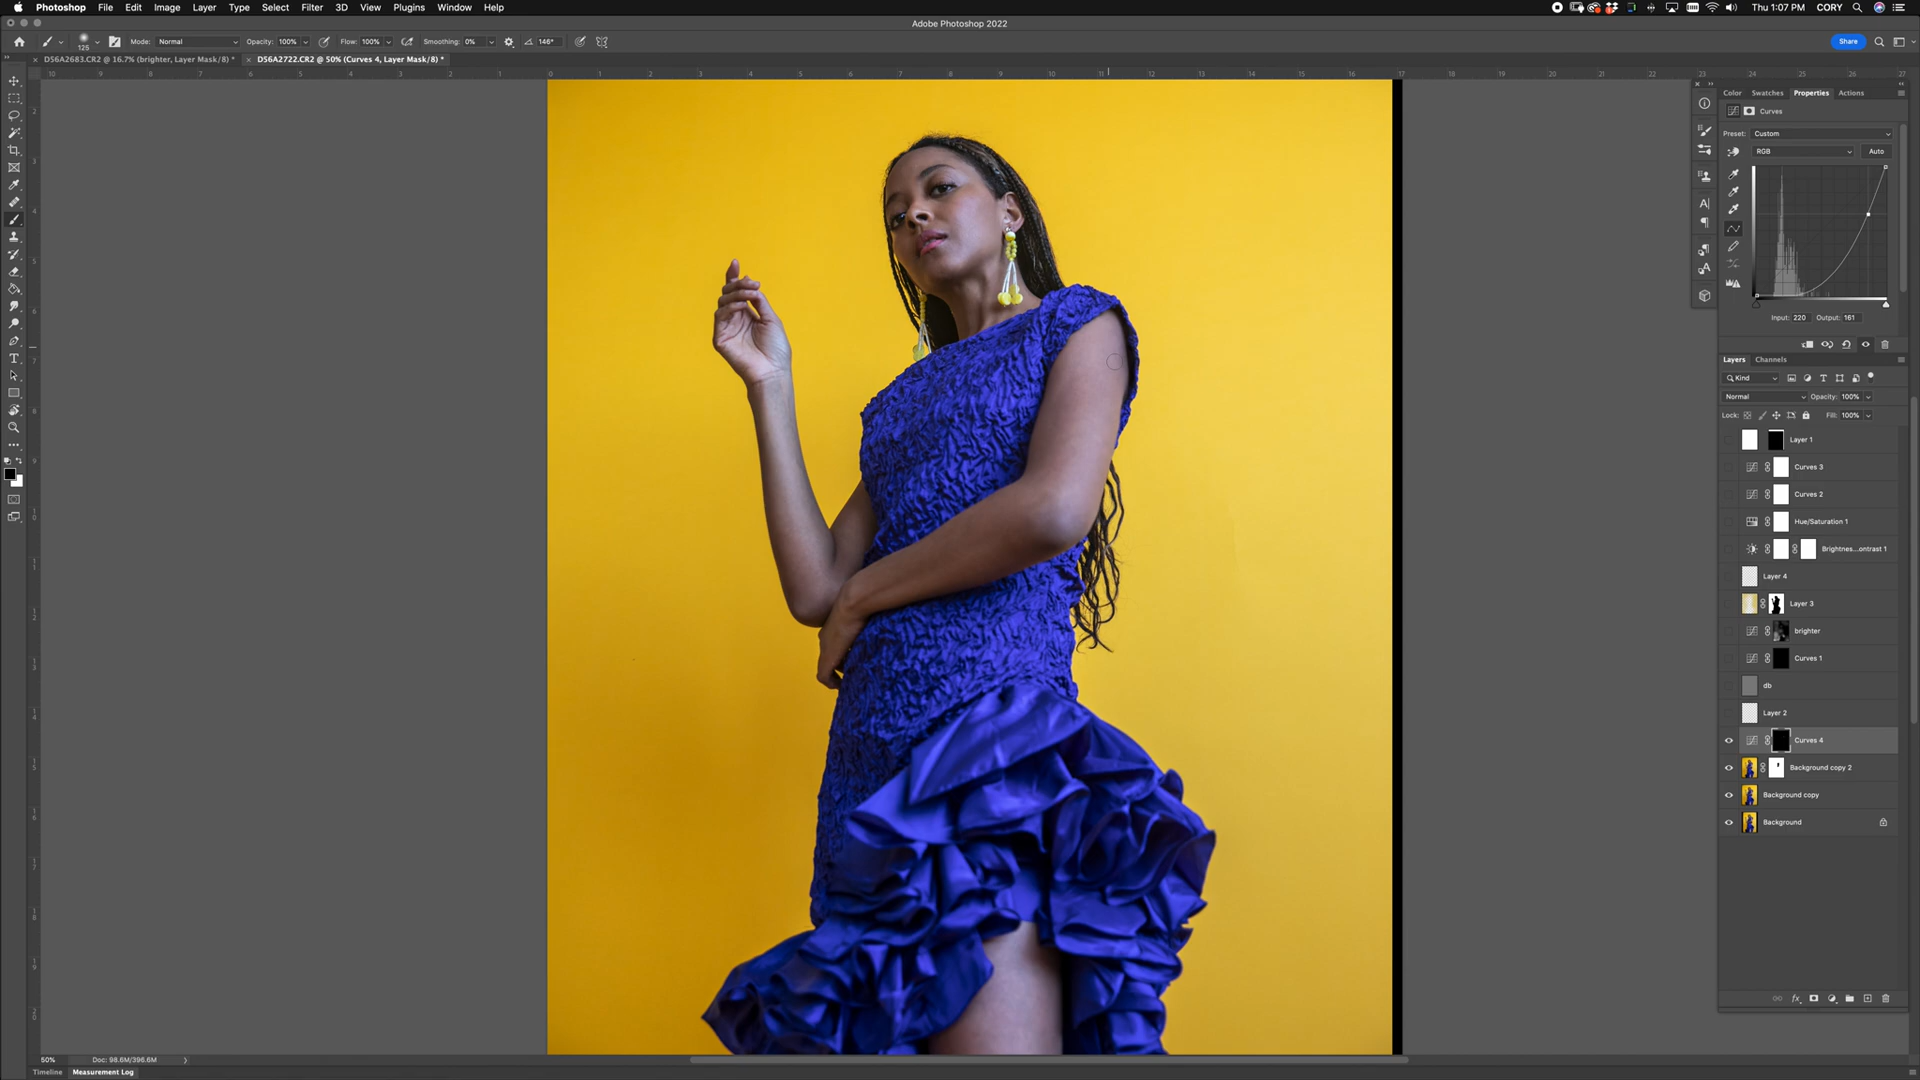 Photoshop File Edit Image Layer Type Select Filter 3D View Plugins Window Help Thu 1:07 PM CORY
Adobe Photoshop 2022
125 Mode: Normal Opacity: 100% Flow: 100% Smoothing: 0% 146° Share
D56A2683.CR2 @ 16.7% (brighter, Layer Mask/8) * D56A2722.CR2 @ 50% (Curves 4, Layer Mask/8) *
Color Swatches Properties Actions
Curves
Preset: Custom
RGB Auto
Input: 220 Output: 161
Layers Channels
Kind
Normal Opacity: 100%
Lock: Fill: 100%
Layer 1
Curves 3
Curves 2
Hue/Saturation 1
Brightnes...ontrast 1
Layer 4
Layer 3
brighter
Curves 1
db
Layer 2
Curves 4
Background copy 2
Background copy
Background
50% Doc: 98.6M/396.6M
Timeline Measurement Log